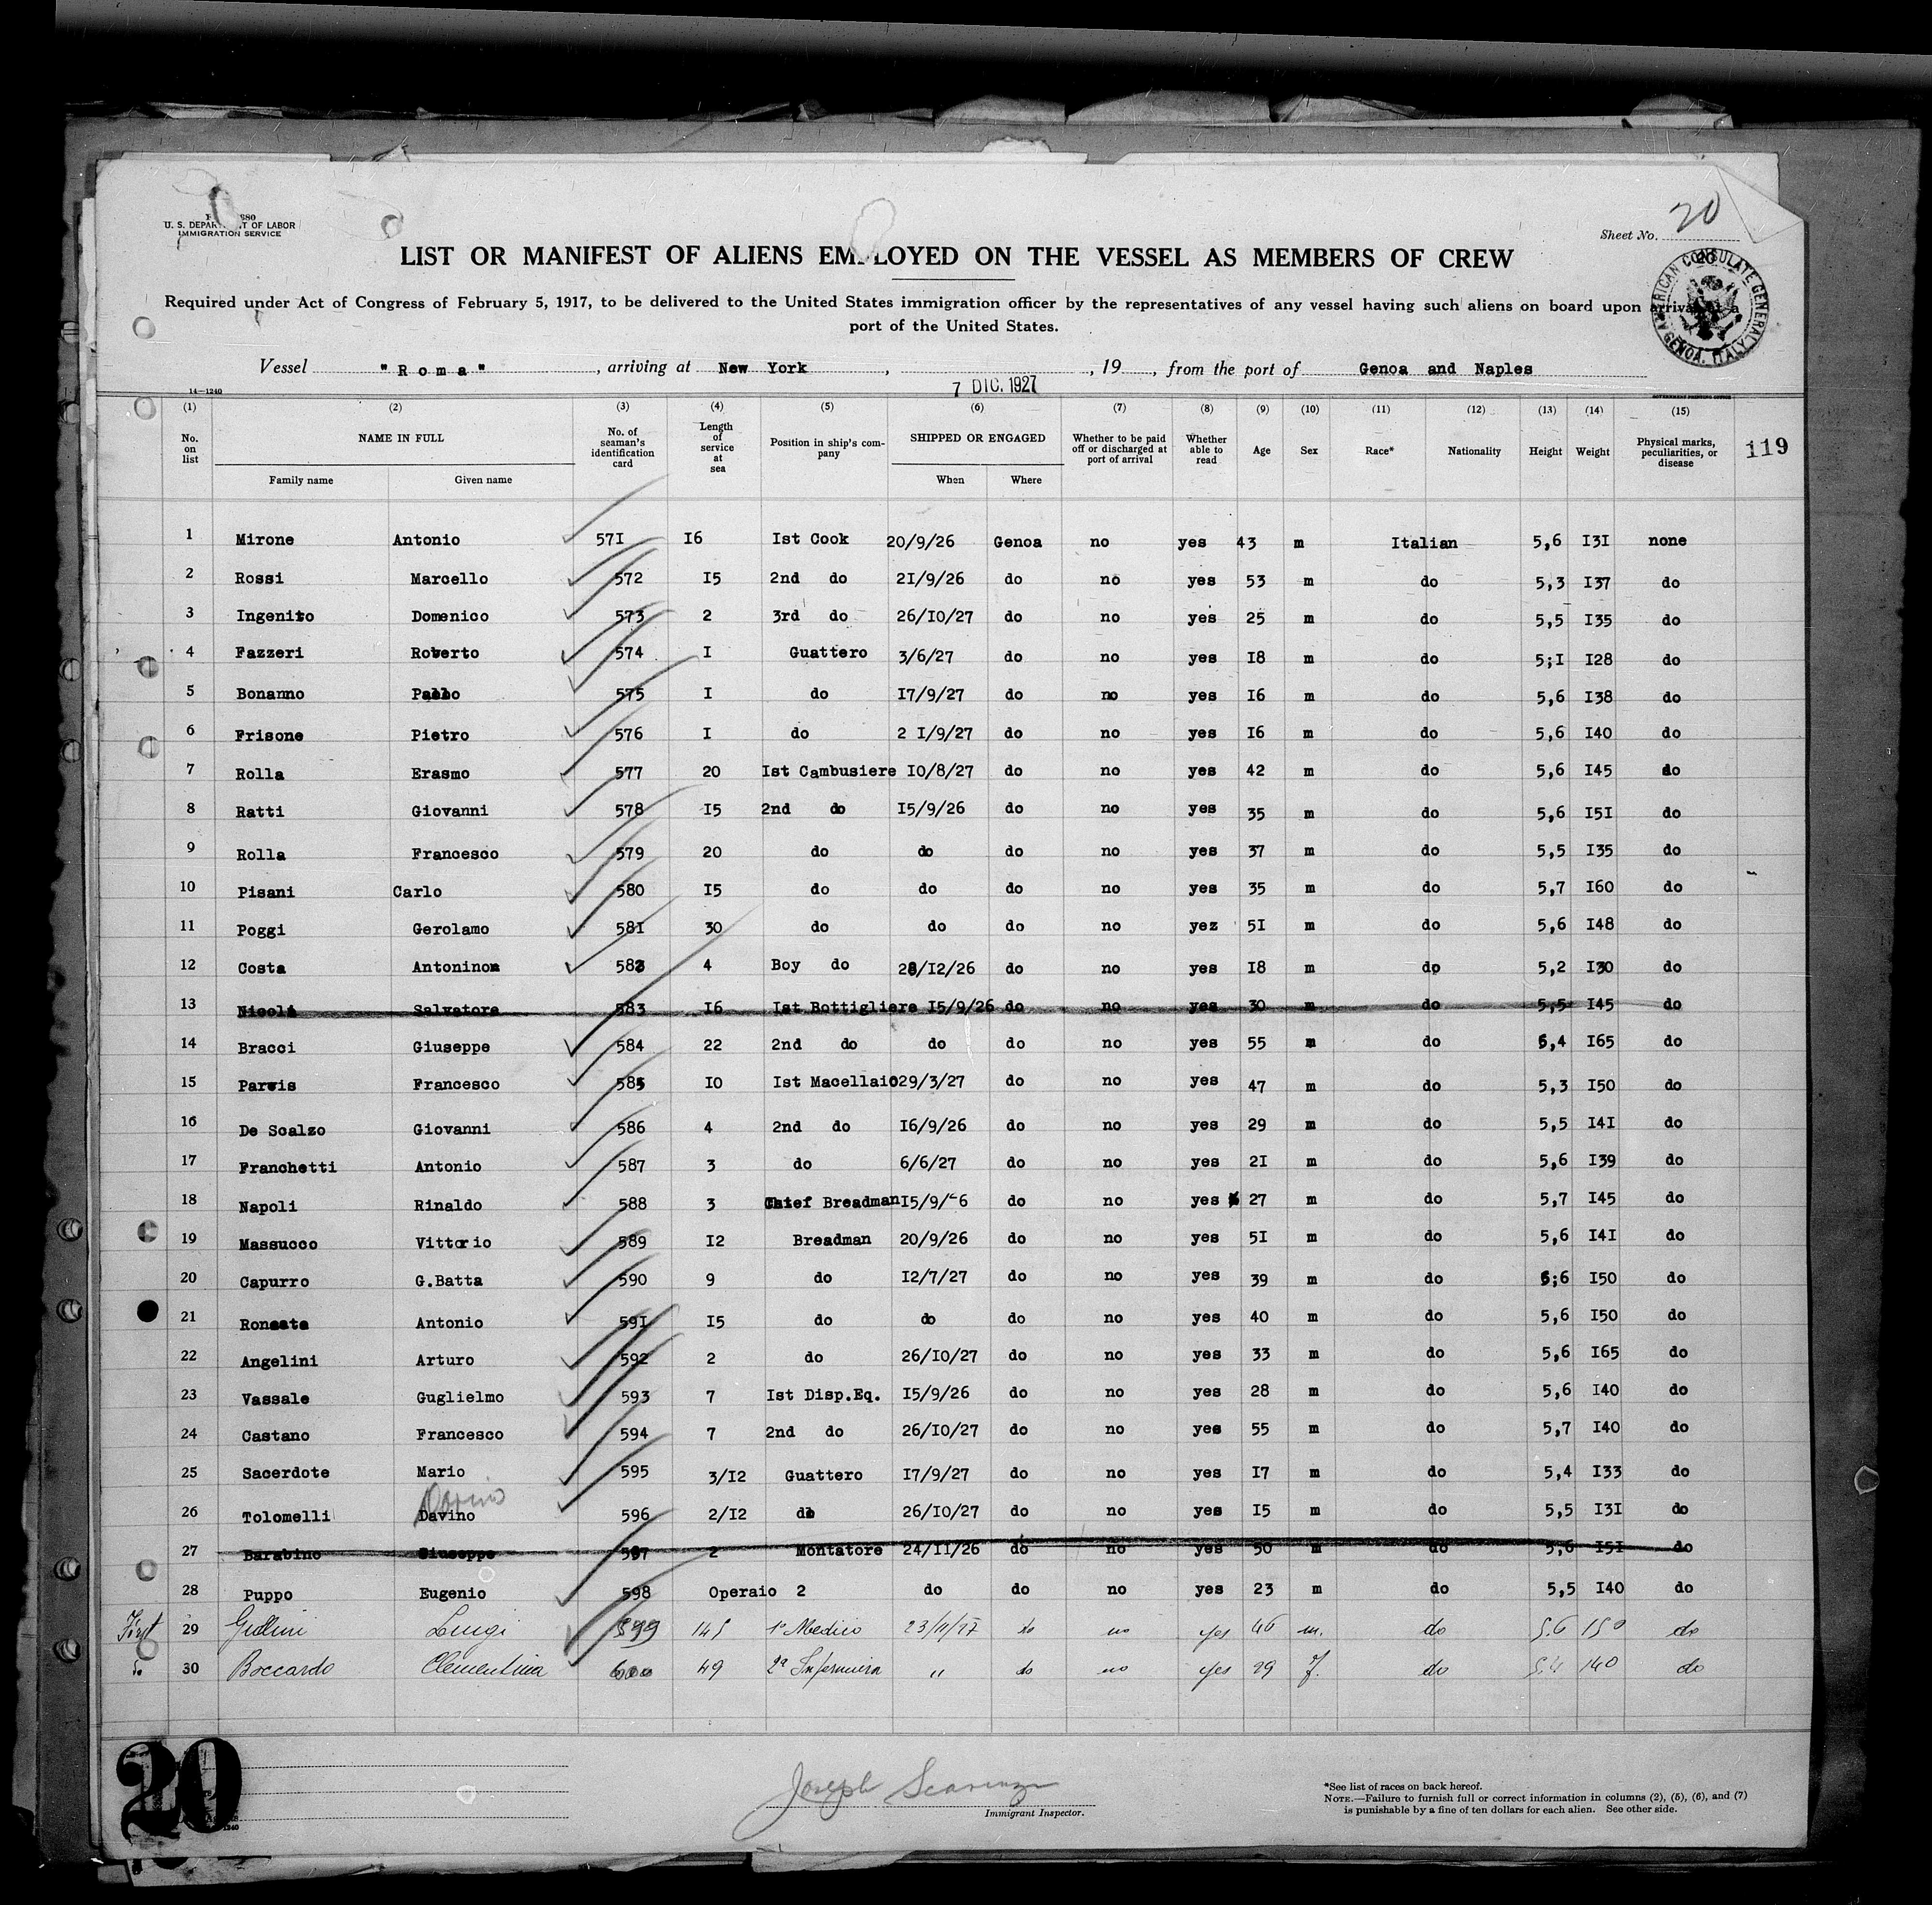 U. S. DEPARTMENT OF LABOR
IMMIGRATION SERVICE
20
Sheet No.
LIST OR MANIFEST OF ALIENS EMPLOYED ON THE VESSEL AS MEMBERS OF CREW
Required under Act of Congress of February 5, 1917, to be delivered to the United States immigration officer by the representatives of any vessel having such aliens on board upon arrival at a
port of the United States.
AMERICAN CONSULATE GENERAL GENOA, ITALY
Vessel "Roma", arriving at New York, , 19 , from the port of Genoa and Naples
7 DIC. 1927
14—1240
GOVERNMENT PRINTING OFFICE
(1) (2) (3) (4) (5) (6) (7) (8) (9) (10) (11) (12) (13) (14) (15)
No. on list NAME IN FULL No. of seaman's identification card Length of service at sea Position in ship's company SHIPPED OR ENGAGED Whether to be paid off or discharged at port of arrival Whether able to read Age Sex Race* Nationality Height Weight Physical marks, peculiarities, or disease 119
Family name Given name When Where
1 Mirone Antonio 571 16 Ist Cook 20/9/26 Genoa no yes 43 m Italian 5,6 131 none
2 Rossi Marcello 572 15 2nd do 21/9/26 do no yes 53 m do 5,3 137 do
3 Ingenito Domenico 573 2 3rd do 26/10/27 do no yes 25 m do 5,5 135 do
4 Fazzeri Roberto 574 I Guattero 3/6/27 do no yes 18 m do 5;1 128 do
5 Bonanno 575 I do 17/9/27 do no yes 16 m do 5,6 138 do
6 Frisone Pietro 576 I do 2 1/9/27 do no yes 16 m do 5,6 140 do
7 Rolla Erasmo 577 20 Ist Cambusiere 10/8/27 do no yes 42 m do 5,6 145 do
8 Ratti Giovanni 578 15 2nd do 15/9/26 do no yes 35 m do 5,6 151 do
9 Rolla Francesco 579 20 do do do no yes 37 m do 5,5 135 do
10 Pisani Carlo 580 15 do do do no yes 35 m do 5,7 160 do
11 Poggi Gerolamo 581 30 do do do no yez 51 m do 5,6 148 do
12 Costa Antonino 582 4 Boy do 28/12/26 do no yes 18 m do 5,2 130 do
13 Nicoli Salvatore 583 16 Ist Bottigliere 15/9/26 do no yes 30 m do 5,5 145 do
14 Bracci Giuseppe 584 22 2nd do do do no yes 55 m do 5,4 165 do
15 Parvis Francesco 585 10 Ist Macellaio 29/3/27 do no yes 47 m do 5,3 150 do
16 De Scalzo Giovanni 586 4 2nd do 16/9/26 do no yes 29 m do 5,5 141 do
17 Franchetti Antonio 587 3 do 6/6/27 do no yes 21 m do 5,6 139 do
18 Napoli Rinaldo 588 3 Chief Breadman 15/9/26 do no yes 27 m do 5,7 145 do
19 Massucco Vittorio 589 12 Breadman 20/9/26 do no yes 51 m do 5,6 141 do
20 Capurro G.Batta 590 9 do 12/7/27 do no yes 39 m do 5;6 150 do
21 Antonio 591 15 do do do no yes 40 m do 5,6 150 do
22 Angelini Arturo 592 2 do 26/10/27 do no yes 33 m do 5,6 165 do
23 Vassale Guglielmo 593 7 Ist Disp.Eq. 15/9/26 do no yes 28 m do 5,6 140 do
24 Castano Francesco 594 7 2nd do 26/10/27 do no yes 55 m do 5,7 140 do
25 Sacerdote Mario 595 3/12 Guattero 17/9/27 do no yes 17 m do 5,4 133 do
26 Tolomelli Davino 596 2/12 do 26/10/27 do no yes 15 m do 5,5 131 do
27 Barabino Giuseppe 597 2 Montatore 24/11/26 do no yes 50 m do 5,6 151 do
28 Puppo Eugenio 598 Operaio 2 do do no yes 23 m do 5,5 140 do
First 29 Luigi 599 145 1° Medico 23/11/27 do no yes 46 m. do 5.6 150 do
do 30 Boccardo Clementina 600 49 2ª Infermiera " do no yes 29 f. do 5.4 140 do
20
Joseph
Immigrant Inspector.
*See list of races on back hereof.
NOTE.—Failure to furnish full or correct information in columns (2), (5), (6), and (7)
is punishable by a fine of ten dollars for each alien. See other side.